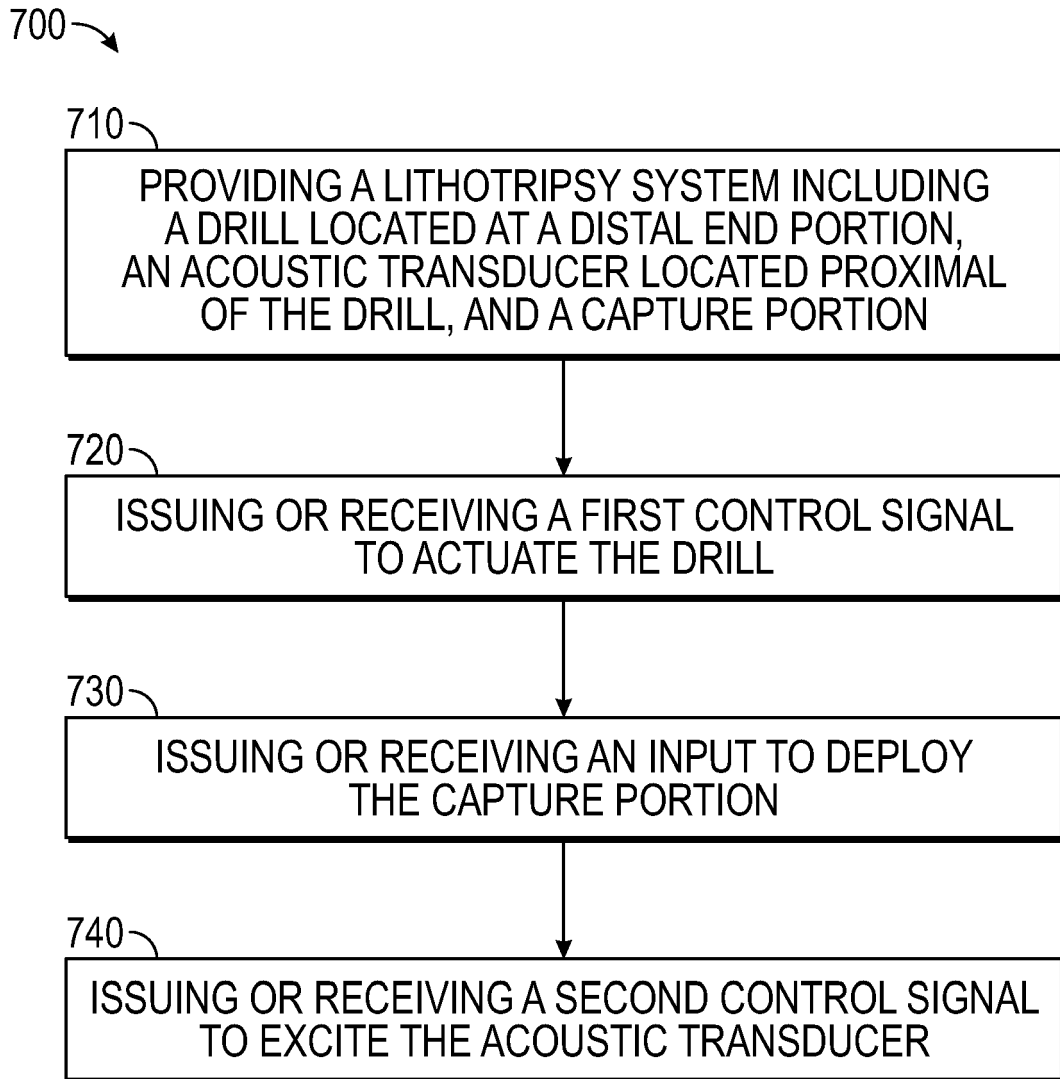 700
710
PROVIDING A LITHOTRIPSY SYSTEM INCLUDING
A DRILL LOCATED AT A DISTAL END PORTION,
AN ACOUSTIC TRANSDUCER LOCATED PROXIMAL
OF THE DRILL, AND A CAPTURE PORTION
720
ISSUING OR RECEIVING A FIRST CONTROL SIGNAL
TO ACTUATE THE DRILL
730
ISSUING OR RECEIVING AN INPUT TO DEPLOY
THE CAPTURE PORTION
740
ISSUING OR RECEIVING A SECOND CONTROL SIGNAL
TO EXCITE THE ACOUSTIC TRANSDUCER